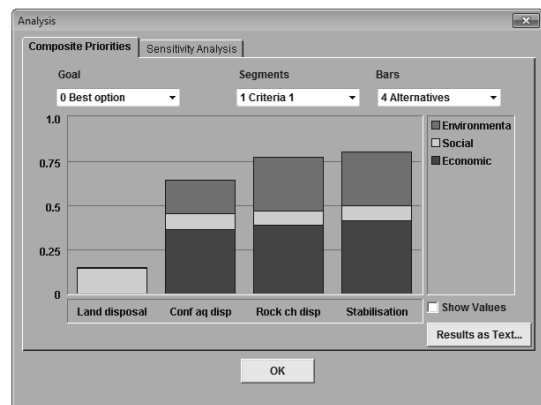 Analysis
Composite Priorities Sensitivity Analysis
Goal Segments Bars
0 Best option 1 Criteria 1 4 Alternatives
1.0
0.75
0.5
0.25
0
Environmenta
Social
Economic
Land disposal Conf aq disp Rock ch disp Stabilisation
Show Values
Results as Text...
OK